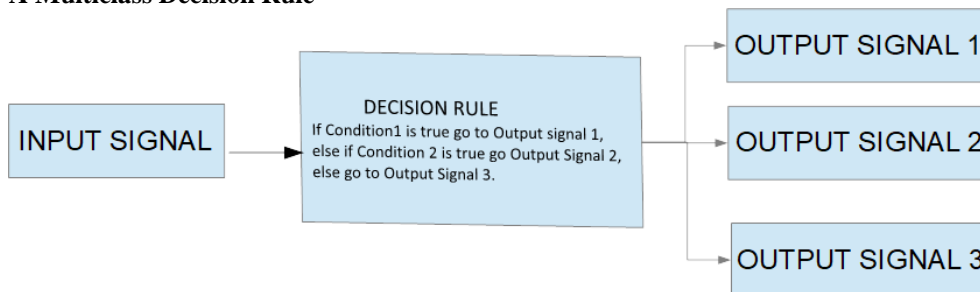 A Multiclass Decision Rule
INPUT SIGNAL
DECISION RULE
If Condition1 is true go to Output signal 1,
else if Condition 2 is true go Output Signal 2,
else go to Output Signal 3.
OUTPUT SIGNAL 1
OUTPUT SIGNAL 2
OUTPUT SIGNAL 3